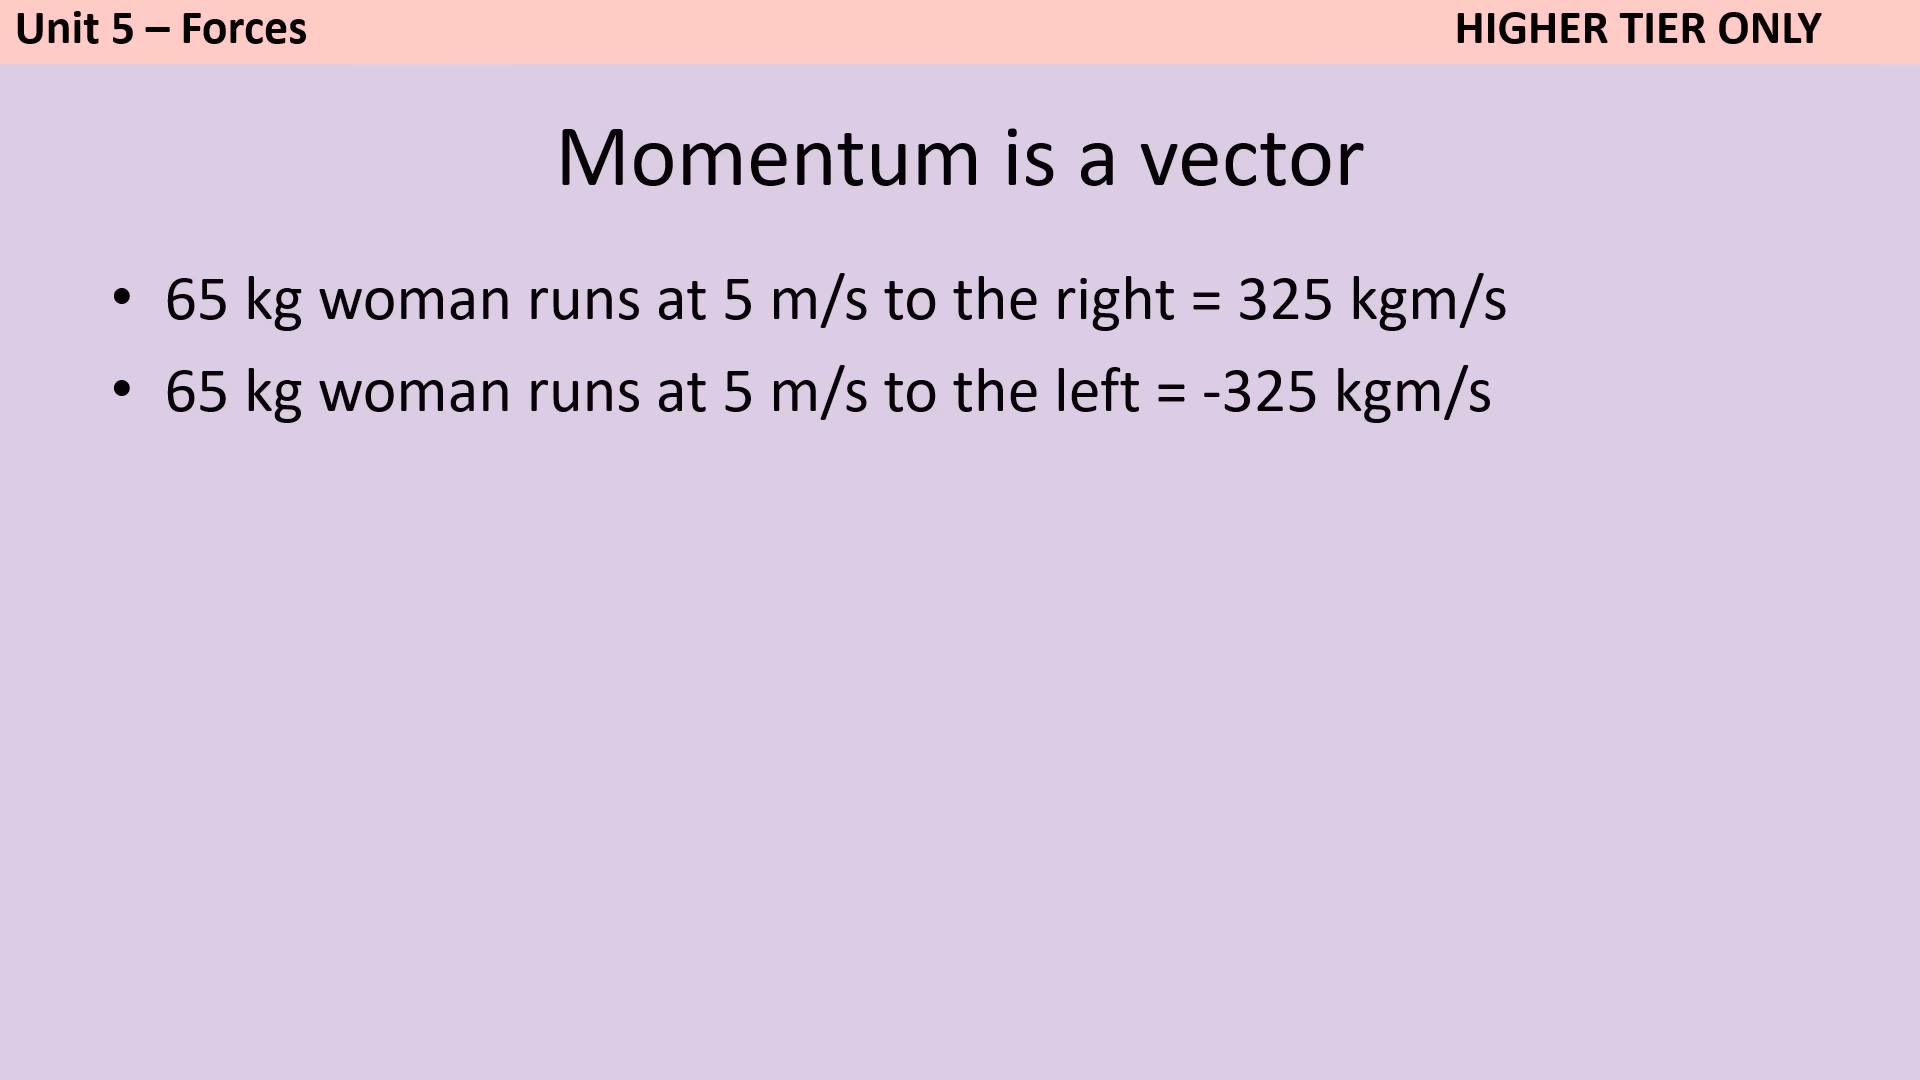 Unit 5 – Forces
HIGHER TIER ONLY
Momentum is a vector
• 65 kg woman runs at 5 m/s to the right = 325 kgm/s
• 65 kg woman runs at 5 m/s to the left = -325 kgm/s